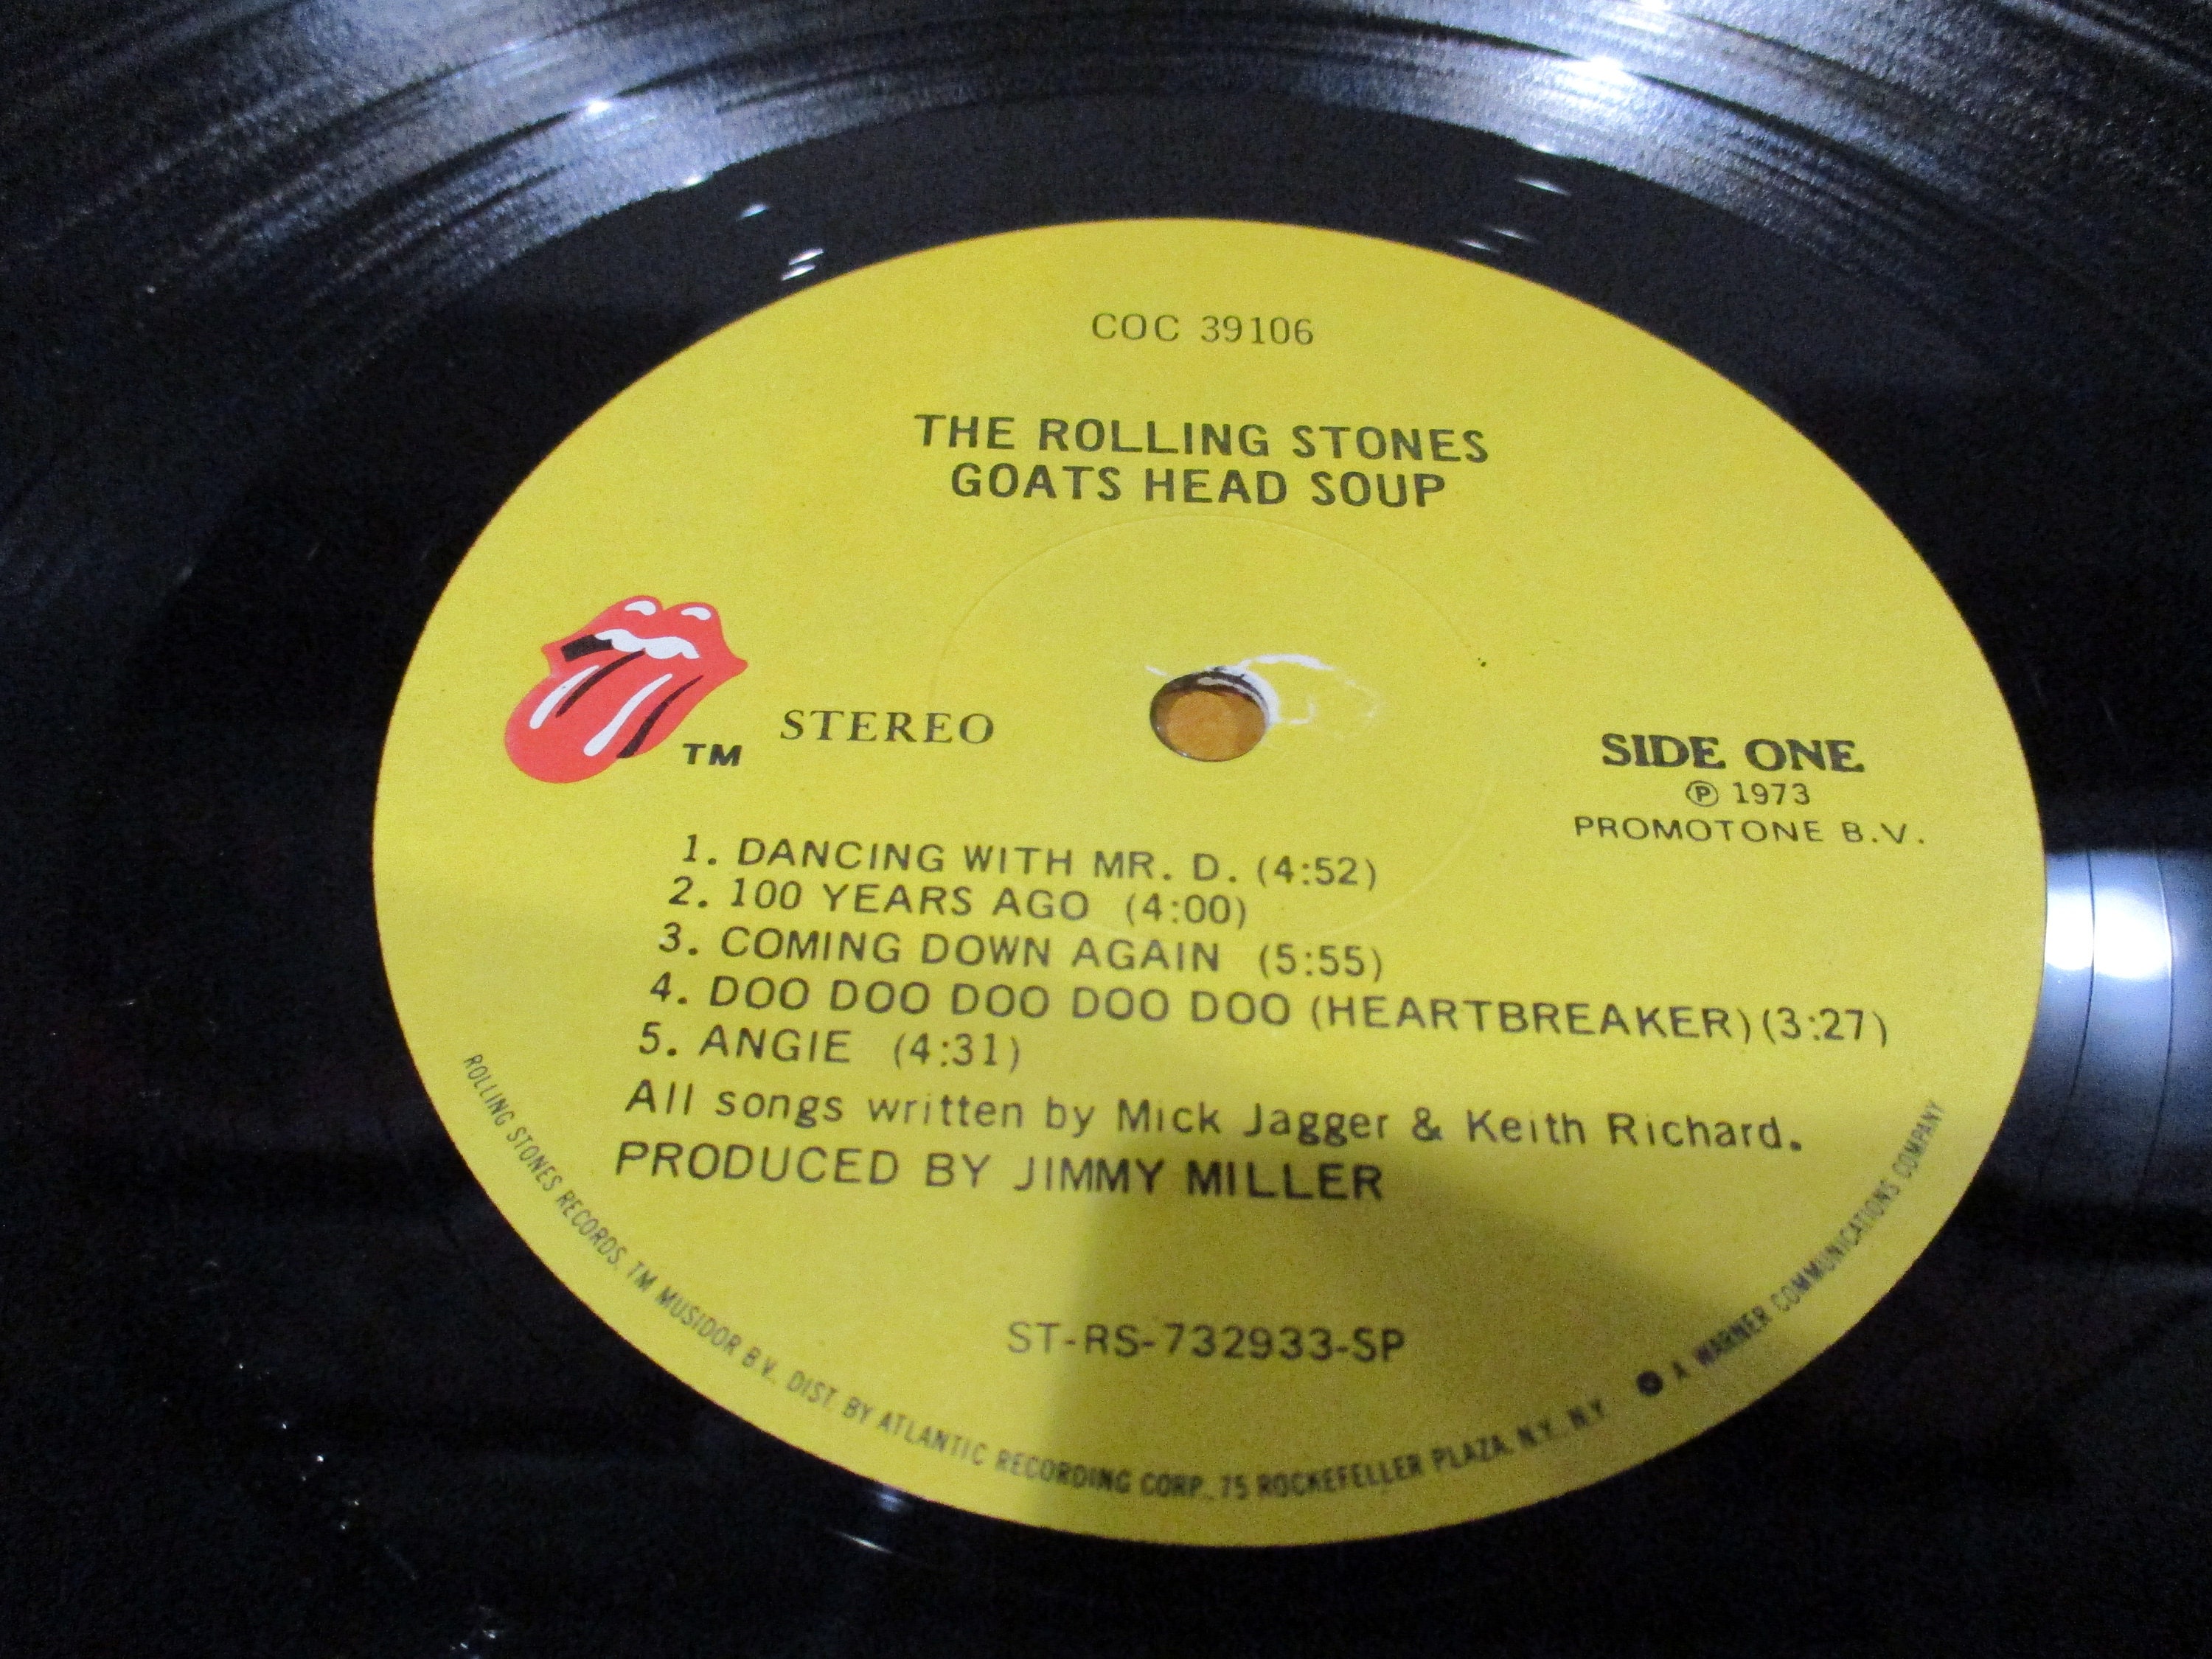 COC 39106
THE ROLLING STONES
GOATS HEAD SOUP
TM
STEREO
SIDE ONE
Ⓟ 1973
PROMOTONE B.V.
1. DANCING WITH MR. D. (4:52)
2. 100 YEARS AGO (4:00)
3. COMING DOWN AGAIN (5:55)
4. DOO DOO DOO DOO DOO (HEARTBREAKER) (3:27)
5. ANGIE (4:31)
All songs written by Mick Jagger & Keith Richard.
PRODUCED BY JIMMY MILLER
ST-RS-732933-SP
ROLLING STONES RECORDS, TM MUSIDOR B.V., DIST. BY ATLANTIC RECORDING CORP., 75 ROCKEFELLER PLAZA, N.Y., N.Y. A WARNER COMMUNICATIONS COMPANY